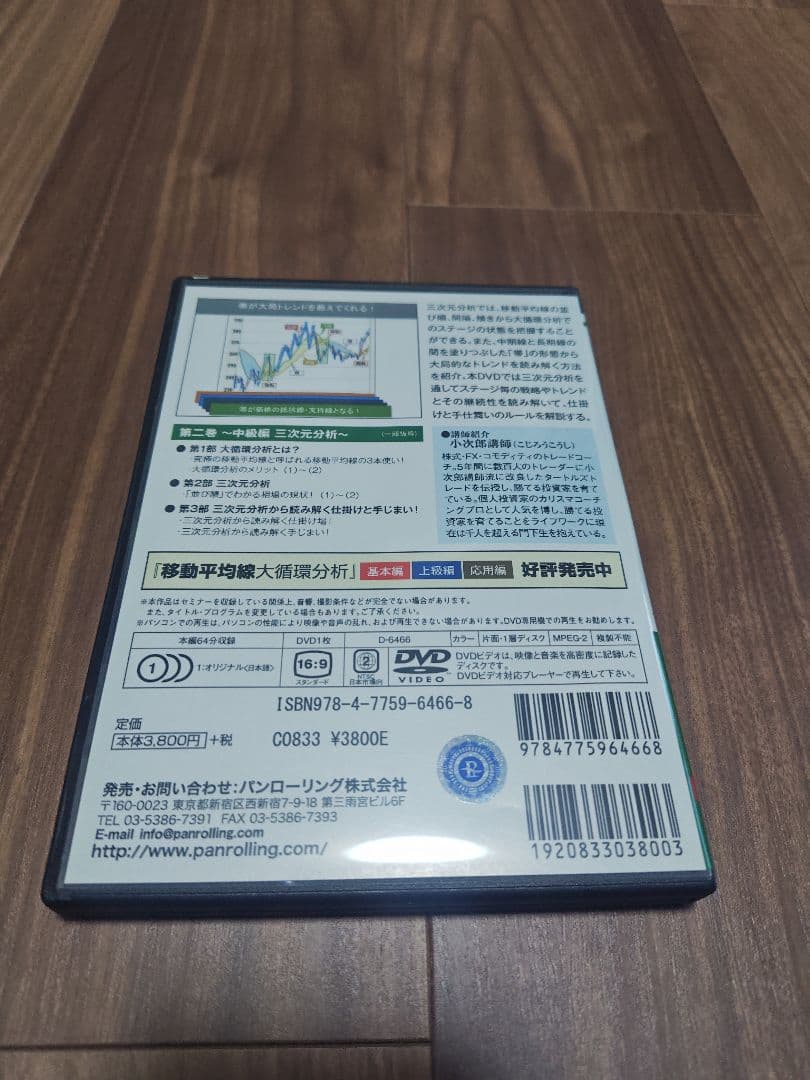 帯が大局トレンドを教えてくれる!
帯が価格の抵抗線・支持線となる!
三次元分析では、移動平均線の並
び順、間隔、傾きから大循環分析で
のステージの状態を把握すること
ができる。また、中期線と長期線の
間を塗りつぶした「帯」の形態から
大局的なトレンドを読み解く方法
を紹介。本DVDでは三次元分析を
通してステージ毎の戦略やトレンド
とその継続性を読み解いて、仕掛
けと手仕舞いのルールを解説する。
第二巻 ～中級編 三次元分析～ (一部抜粋)
● 第1部 大循環分析とは?
・究極の移動平均線と呼ばれる移動平均線の3本使い!
・大循環分析のメリット (1)～(2)
● 第2部 三次元分析
・「並び順」でわかる相場の現状! (1)～(2)
● 第3部 三次元分析から読み解く仕掛けと手じまい!
・三次元分析から読み解く仕掛け場!
・三次元分析から読み解く手じまい!
●講師紹介
小次郎講師(こじろうこうし)
株式・FX・コモディティのトレードコー
チ。5年間に数百人のトレーダーに小
次郎講師流に改良したタートルズト
レードを伝授し、勝てる投資家を育て
ている。個人投資家のカリスマコーチ
ングプロとして人気を博し、勝てる投
資家を育てることをライフワークに現
在は千人を超える門下生を抱えている。
『移動平均線大循環分析』 基本編 上級編 応用編 好評発売中
※本作品はセミナーを収録している関係上、音響、撮影条件などが完全でない場合があります。
また、タイトル・プログラムを変更している場合もあります。ご了承ください。
※パソコンでの再生は、パソコンの性能により映像や音声の乱れ、および再生できない場合があります。DVD専用機での再生をお勧めします。
本編64分収録 DVD1枚 D-6466 カラー 片面・1層ディスク MPEG-2 複製不能
1 1:オリジナル<日本語> 16:9 スタンダード 2 NTSC 日本市場向 DVD VIDEO
DVDビデオは、映像と音楽を高密度に記録した
ディスクです。
DVDビデオ対応プレーヤーで再生して下さい。
ISBN978-4-7759-6466-8
定価
本体3,800円+税 C0833 ¥3800E
9784775964668
発売・お問い合わせ:パンローリング株式会社
〒160-0023 東京都新宿区西新宿7-9-18 第三雨宮ビル6F
TEL 03-5386-7391 FAX 03-5386-7393
E-mail info@panrolling.com
http://www.panrolling.com/
1920833038003